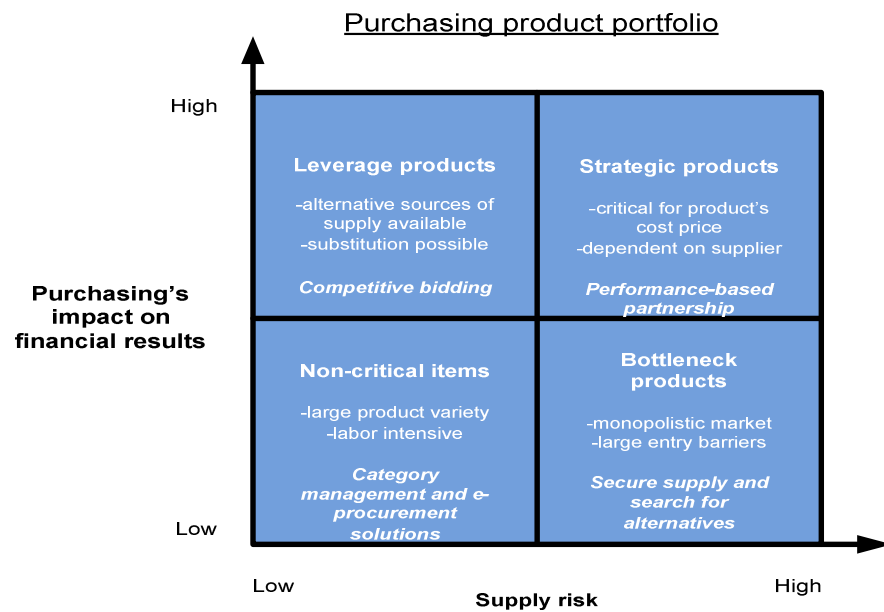 Purchasing product portfolio
High
Leverage products
-alternative sources of
supply available
-substitution possible
Competitive bidding
Strategic products
-critical for product's
cost price
-dependent on supplier
Performance-based
partnership
Purchasing's
impact on
financial results
Non-critical items
-large product variety
-labor intensive
Category
management and e-
procurement
solutions
Bottleneck
products
-monopolistic market
-large entry barriers
Secure supply and
search for
alternatives
Low
Low
Supply risk
High